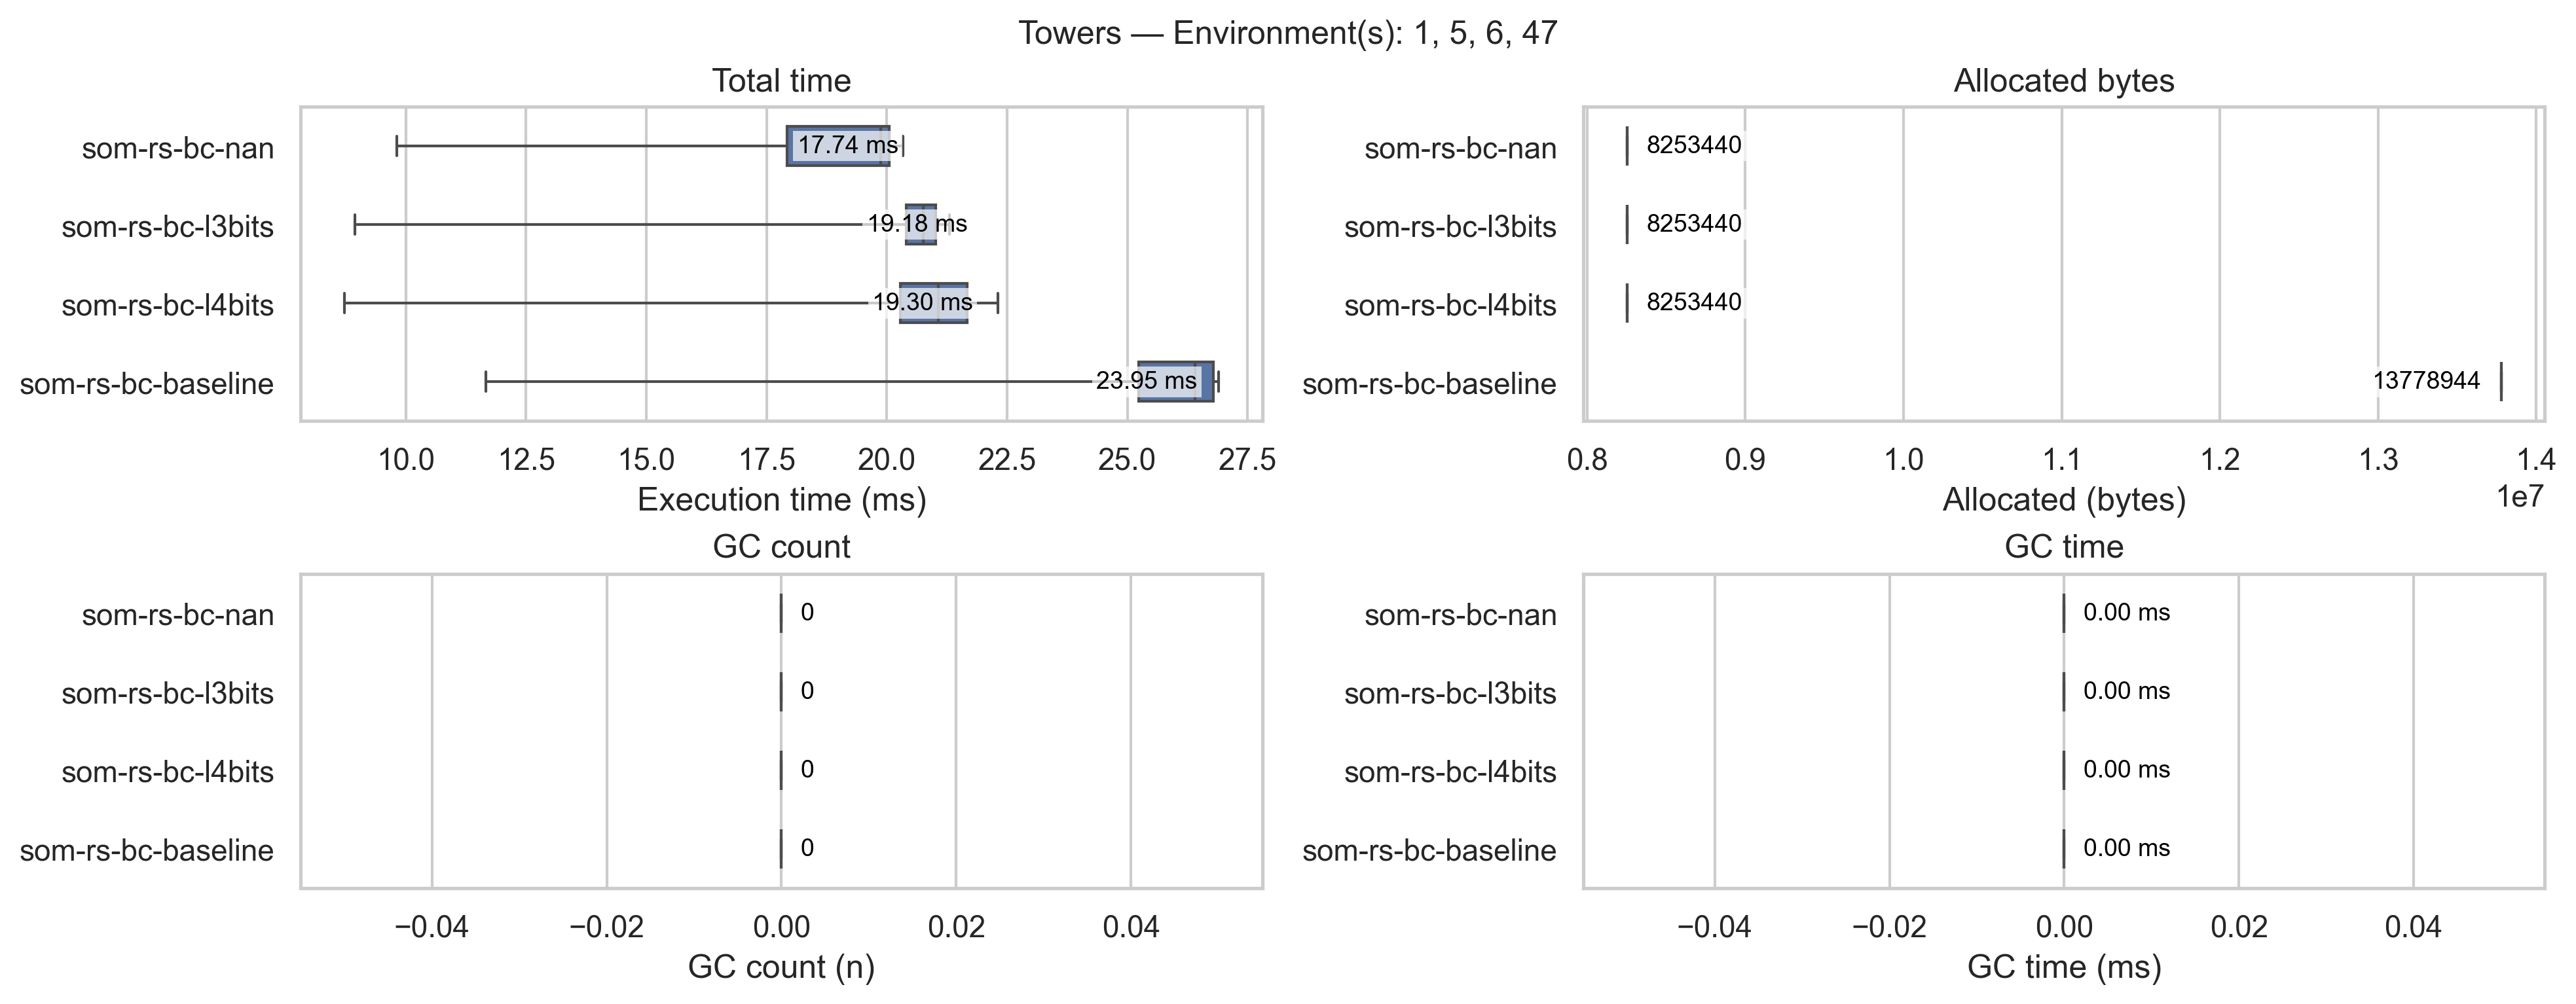 Towers — Environment(s): 1, 5, 6, 47
Total time
som-rs-bc-nan
17.74 ms
som-rs-bc-l3bits
19.18 ms
som-rs-bc-l4bits
19.30 ms
som-rs-bc-baseline
23.95 ms
10.0 12.5 15.0 17.5 20.0 22.5 25.0 27.5
Execution time (ms)
Allocated bytes
som-rs-bc-nan
8253440
som-rs-bc-l3bits
8253440
som-rs-bc-l4bits
8253440
som-rs-bc-baseline
13778944
0.8 0.9 1.0 1.1 1.2 1.3 1.4
Allocated (bytes)
1e7
GC count
som-rs-bc-nan
0
som-rs-bc-l3bits
0
som-rs-bc-l4bits
0
som-rs-bc-baseline
0
−0.04 −0.02 0.00 0.02 0.04
GC count (n)
GC time
som-rs-bc-nan
0.00 ms
som-rs-bc-l3bits
0.00 ms
som-rs-bc-l4bits
0.00 ms
som-rs-bc-baseline
0.00 ms
−0.04 −0.02 0.00 0.02 0.04
GC time (ms)